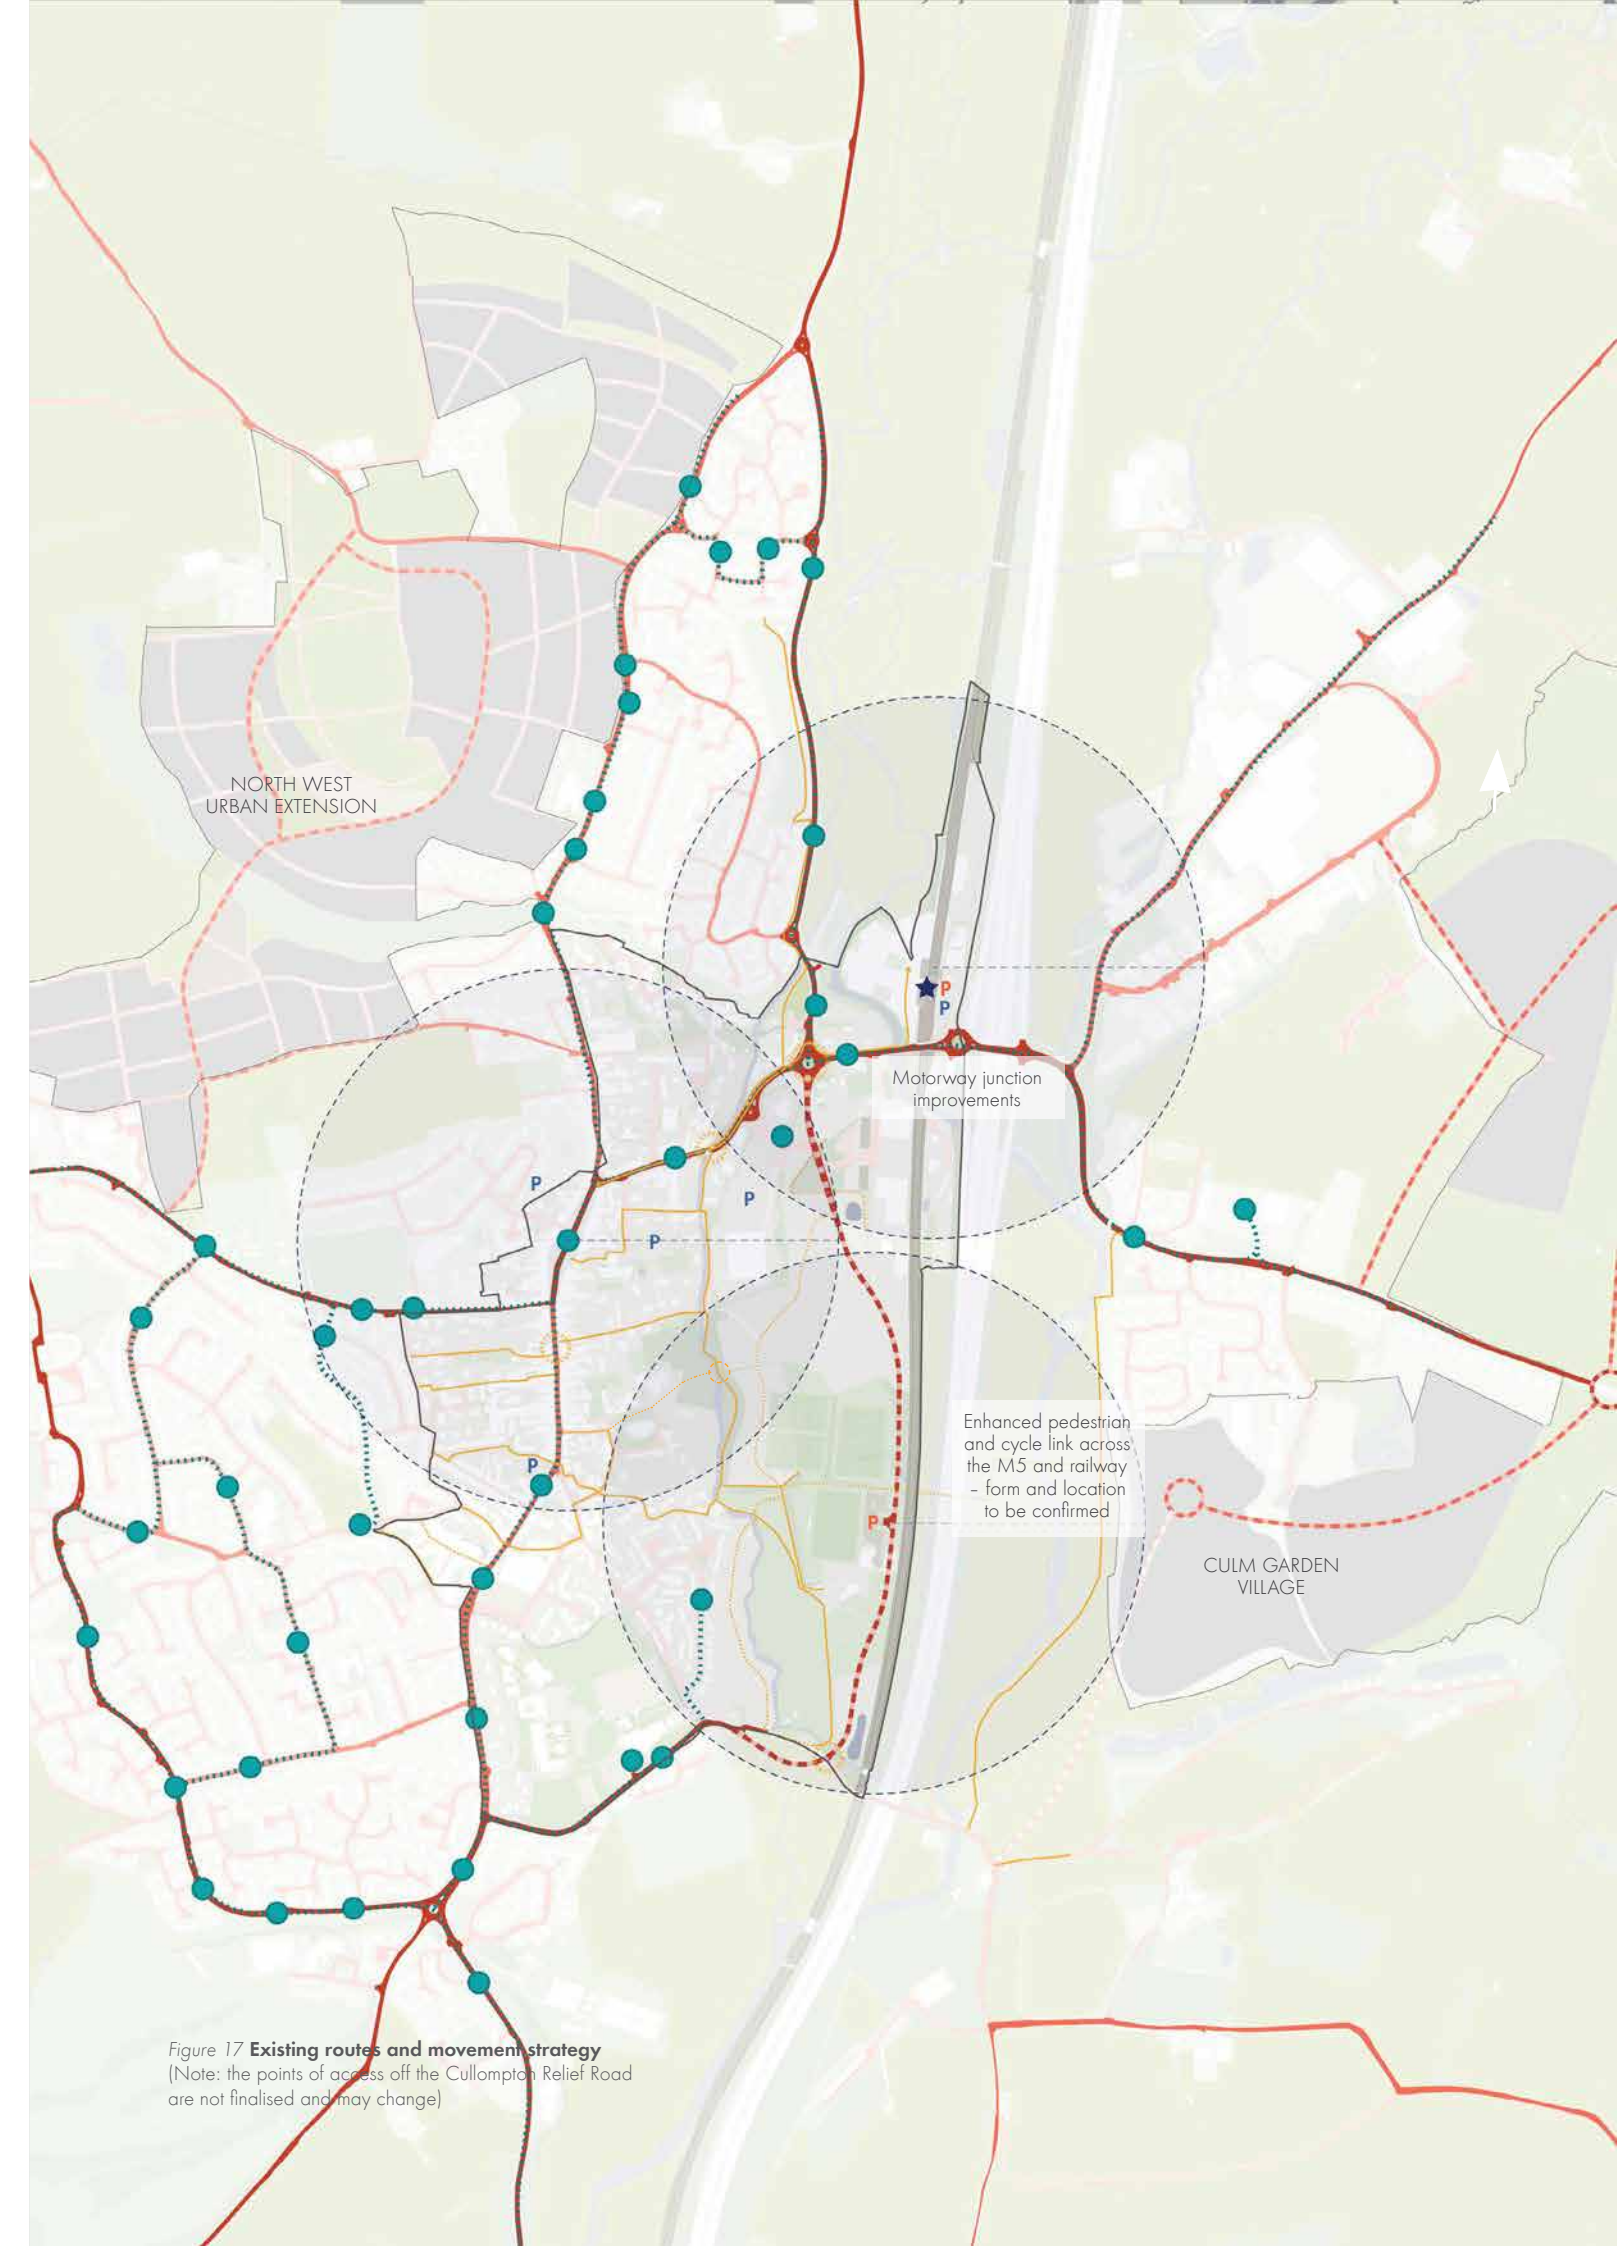 NORTH WEST
URBAN EXTENSION
P
P
Motorway junction
improvements
P
P
P
Enhanced pedestrian
and cycle link across
the M5 and railway
– form and location
to be confirmed
P
P
CULM GARDEN
VILLAGE
Figure 17 Existing routes and movement strategy
(Note: the points of access off the Cullompton Relief Road
are not finalised and may change)